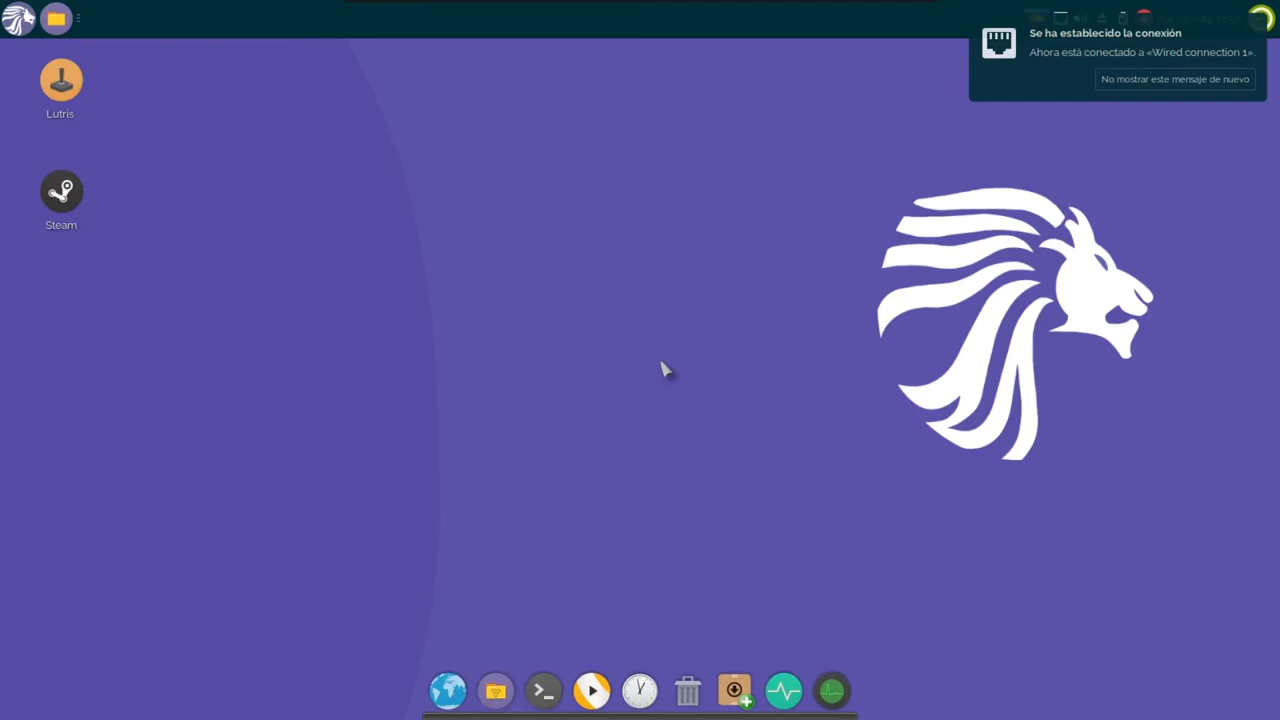 Se ha establecido la conexión
Ahora está conectado a «Wired connection 1».
No mostrar este mensaje de nuevo
Lutris
Steam